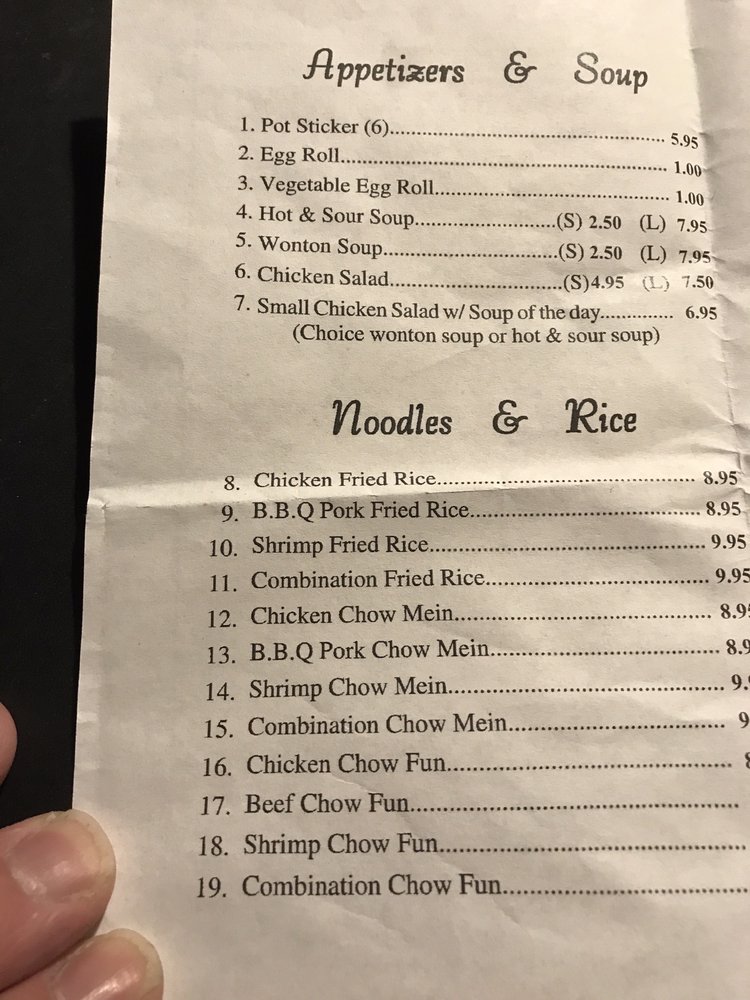 Appetizers & Soup
1. Pot Sticker (6)........................................................ 5.95
2. Egg Roll................................................................ 1.00
3. Vegetable Egg Roll................................................ 1.00
4. Hot & Sour Soup.............................(S) 2.50 (L) 7.95
5. Wonton Soup...................................(S) 2.50 (L) 7.95
6. Chicken Salad...................................(S)4.95 (L) 7.50
7. Small Chicken Salad w/ Soup of the day.............. 6.95
(Choice wonton soup or hot & sour soup)
Noodles & Rice
8. Chicken Fried Rice................................................ 8.95
9. B.B.Q Pork Fried Rice........................................... 8.95
10. Shrimp Fried Rice.................................................. 9.95
11. Combination Fried Rice........................................ 9.95
12. Chicken Chow Mein.............................................. 8.95
13. B.B.Q Pork Chow Mein......................................... 8.9
14. Shrimp Chow Mein................................................ 9.
15. Combination Chow Mein...................................... 9
16. Chicken Chow Fun................................................
17. Beef Chow Fun......................................................
18. Shrimp Chow Fun..................................................
19. Combination Chow Fun.........................................